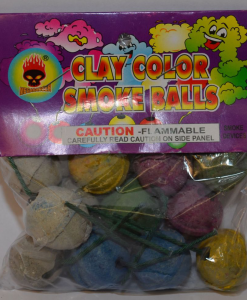 CLAY COLOR
SMOKE BALLS
CAUTION -FLAMMABLE
CAREFULLY READ CAUTION ON SIDE PANEL